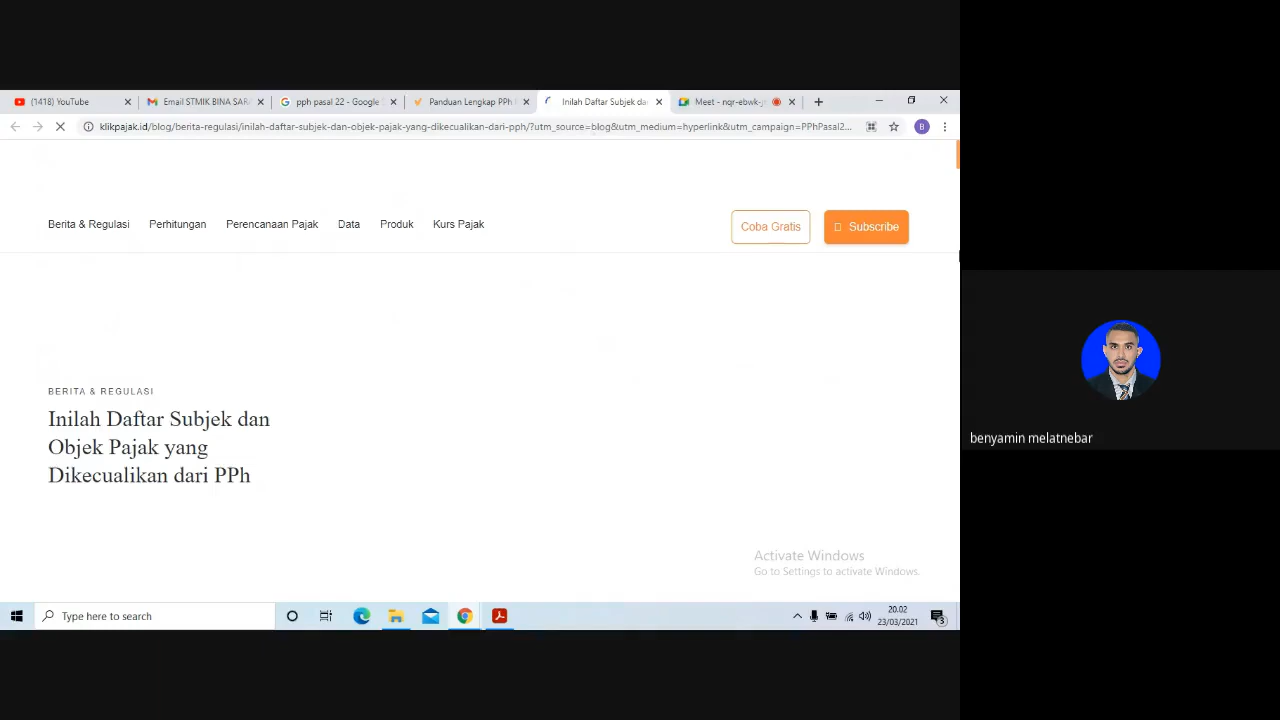 (1418) YouTube
Email STMIK BINA SAR
pph pasal 22 - Google S
Panduan Lengkap PPh
Inilah Daftar Subjek da
Meet - nqr-ebwk-j
klikpajak.id/blog/berita-regulasi/inilah-daftar-subjek-dan-objek-pajak-yang-dikecualikan-dari-pph/?utm_source=blog&utm_medium=hyperlink&utm_campaign=PPhPasal2...
B
Berita & Regulasi Perhitungan Perencanaan Pajak Data Produk Kurs Pajak
Coba Gratis
Subscribe
BERITA & REGULASI
Inilah Daftar Subjek dan
Objek Pajak yang
Dikecualikan dari PPh
benyamin melatnebar
Activate Windows
Go to Settings to activate Windows.
Type here to search
20.02
23/03/2021
3